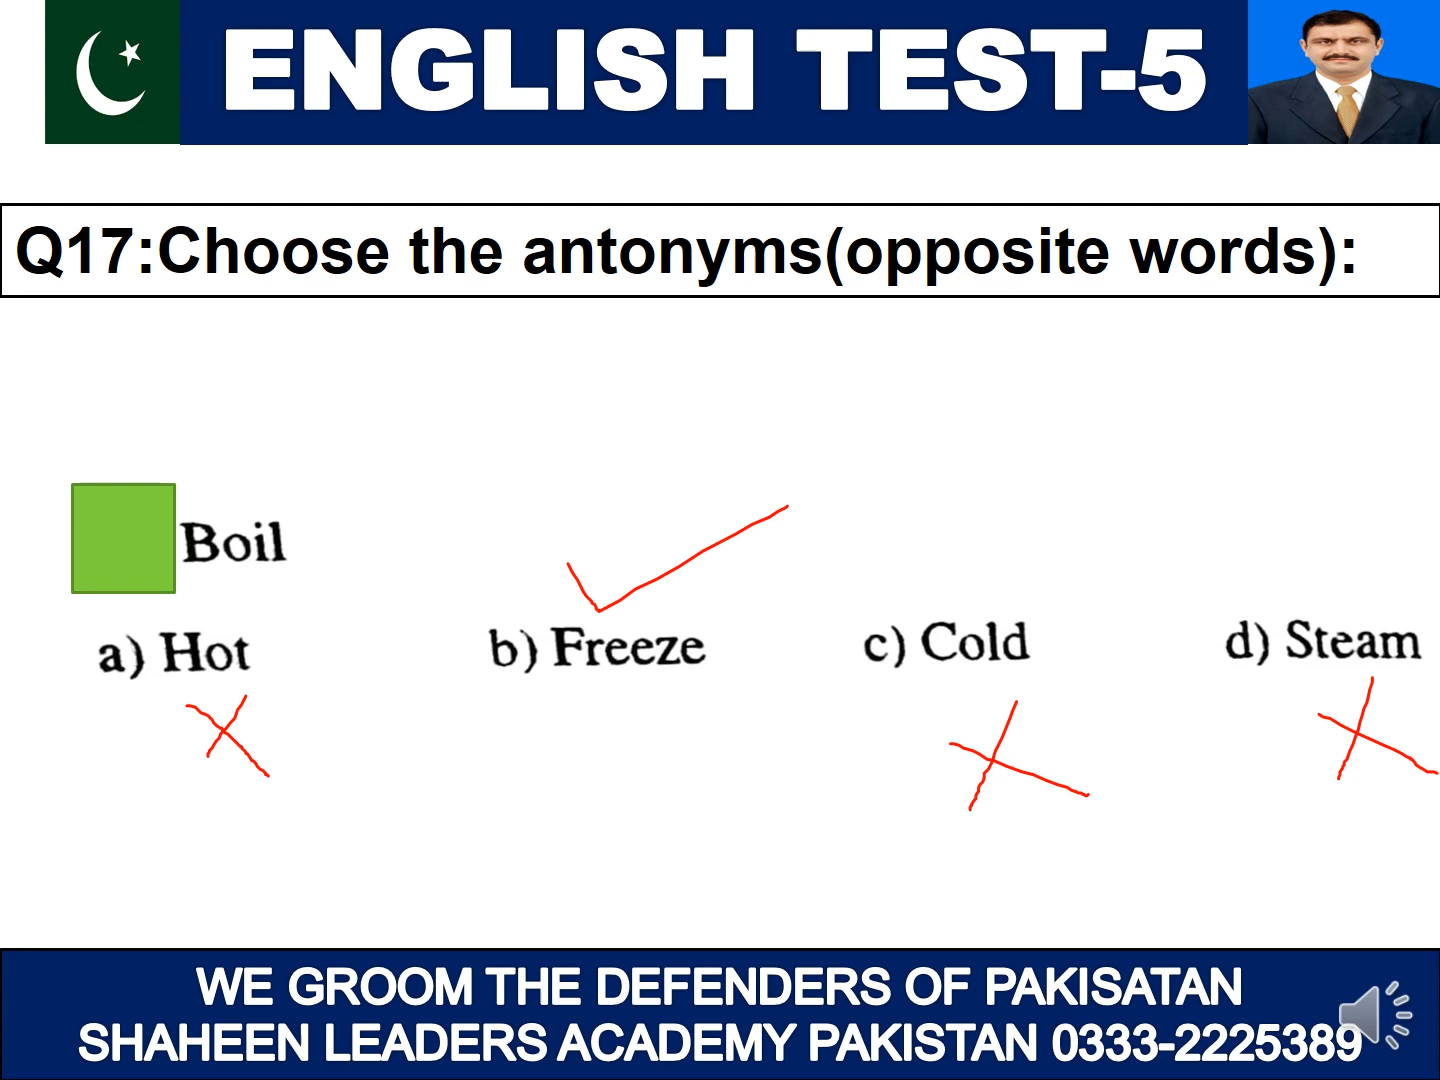 ENGLISH TEST-5
Q17:Choose the antonyms(opposite words):
Boil
a) Hot b) Freeze c) Cold d) Steam
WE GROOM THE DEFENDERS OF PAKISATAN
SHAHEEN LEADERS ACADEMY PAKISTAN 0333-2225389